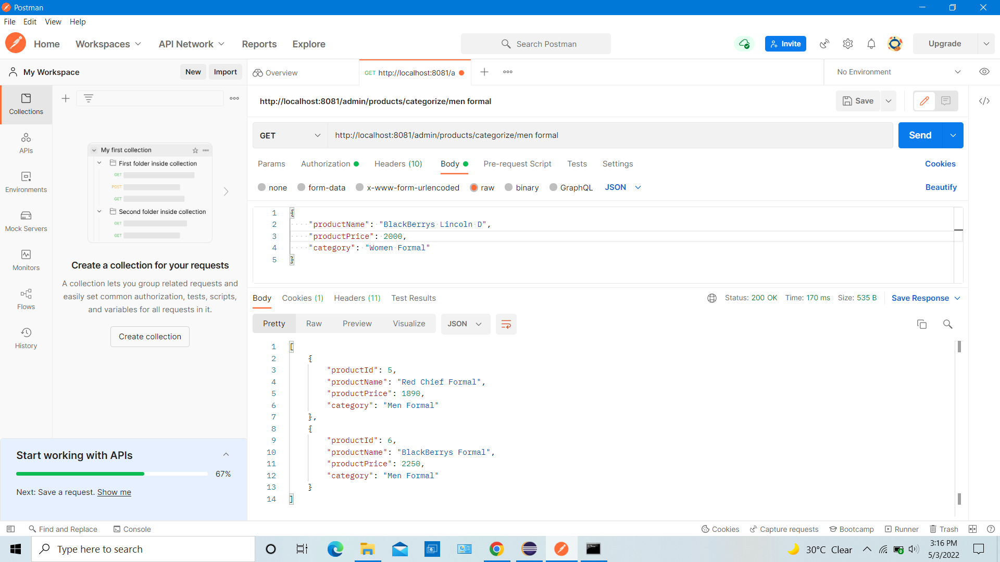 Postman
File Edit View Help
Home Workspaces API Network Reports Explore Search Postman Invite Upgrade
My Workspace New Import Overview GET http://localhost:8081/a No Environment
http://localhost:8081/admin/products/categorize/men formal Save
Collections
APIs
Environments
Mock Servers
Monitors
Flows
History
My first collection
First folder inside collection
GET
POST
GET
Second folder inside collection
GET
GET
Create a collection for your requests
A collection lets you group related requests and
easily set common authorization, tests, scripts,
and variables for all requests in it.
Create collection
Start working with APIs
67%
Next: Save a request. Show me
GET http://localhost:8081/admin/products/categorize/men formal Send
Params Authorization Headers (10) Body Pre-request Script Tests Settings Cookies
none form-data x-www-form-urlencoded raw binary GraphQL JSON Beautify
1 {
2 "productName": "BlackBerrys Lincoln D",
3 "productPrice": 2000,
4 "category": "Women Formal"
5 }
Body Cookies (1) Headers (11) Test Results Status: 200 OK Time: 170 ms Size: 535 B Save Response
Pretty Raw Preview Visualize JSON
1 [
2 {
3 "productId": 5,
4 "productName": "Red Chief Formal",
5 "productPrice": 1890,
6 "category": "Men Formal"
7 },
8 {
9 "productId": 6,
10 "productName": "BlackBerrys Formal",
11 "productPrice": 2250,
12 "category": "Men Formal"
13 }
14 ]
Find and Replace Console Cookies Capture requests Bootcamp Runner Trash
Type here to search 30°C Clear 3:16 PM
5/3/2022